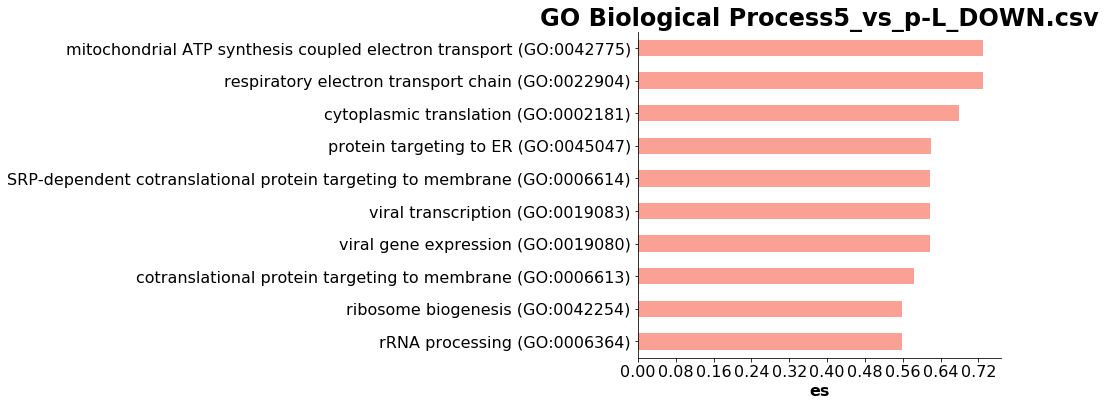 GO Biological Process5_vs_p-L_DOWN.csv
mitochondrial ATP synthesis coupled electron transport (GO:0042775)
respiratory electron transport chain (GO:0022904)
cytoplasmic translation (GO:0002181)
protein targeting to ER (GO:0045047)
SRP-dependent cotranslational protein targeting to membrane (GO:0006614)
viral transcription (GO:0019083)
viral gene expression (GO:0019080)
cotranslational protein targeting to membrane (GO:0006613)
ribosome biogenesis (GO:0042254)
rRNA processing (GO:0006364)
0.00 0.08 0.16 0.24 0.32 0.40 0.48 0.56 0.64 0.72
es